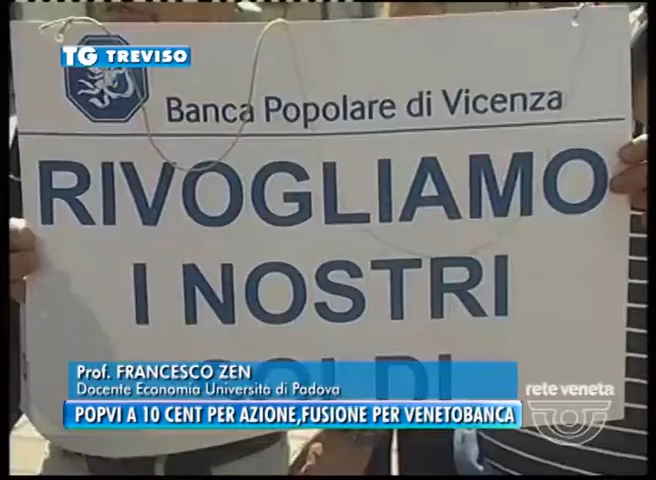 TG TREVISO
Banca Popolare di Vicenza
RIVOGLIAMO
I NOSTRI
SOLDI
Prof. FRANCESCO ZEN
Docente Economia Università di Padova
POPVI A 10 CENT PER AZIONE,FUSIONE PER VENETOBANCA
rete veneta